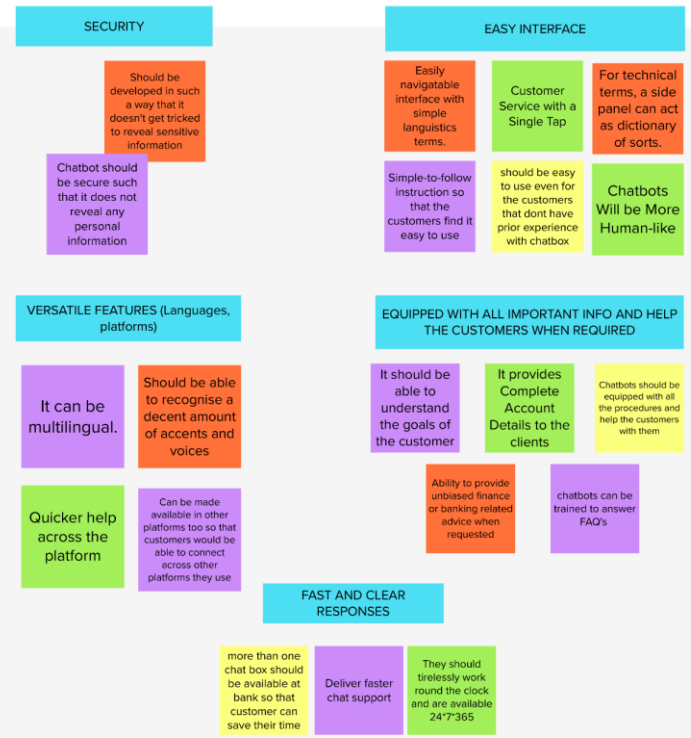 SECURITY
Should be
developed in such
a way that it
doesn't get tricked
to reveal sensitive
information
Chatbot should
be secure such
that it does not
reveal any
personal
information
EASY INTERFACE
Easily
navigatable
interface with
simple
languistics
terms.
Customer
Service with a
Single Tap
For technical
terms, a side
panel can act
as dictionary
of sorts.
Simple-to-follow
instruction so
that the
customers find it
easy to use
should be easy
to use even for
the customers
that dont have
prior experience
with chatbox
Chatbots
Will be More
Human-like
VERSATILE FEATURES (Languages,
platforms)
It can be
multilingual.
Should be able
to recognise a
decent amount
of accents and
voices
Quicker help
across the
platform
Can be made
available in other
platforms too so that
customers would be
able to connect
across other
platforms they use
EQUIPPED WITH ALL IMPORTANT INFO AND HELP
THE CUSTOMERS WHEN REQUIRED
It should be
able to
understand
the goals of
the customer
It provides
Complete
Account
Details to the
clients
Chatbots should be
equipped with all
the procedures and
help the customers
with them
Ability to provide
unbiased finance
or banking related
advice when
requested
chatbots can be
trained to answer
FAQ's
FAST AND CLEAR
RESPONSES
more than one
chat box should
be available at
bank so that
customer can
save their time
Deliver faster
chat support
They should
tirelessly work
round the clock
and are available
24*7*365